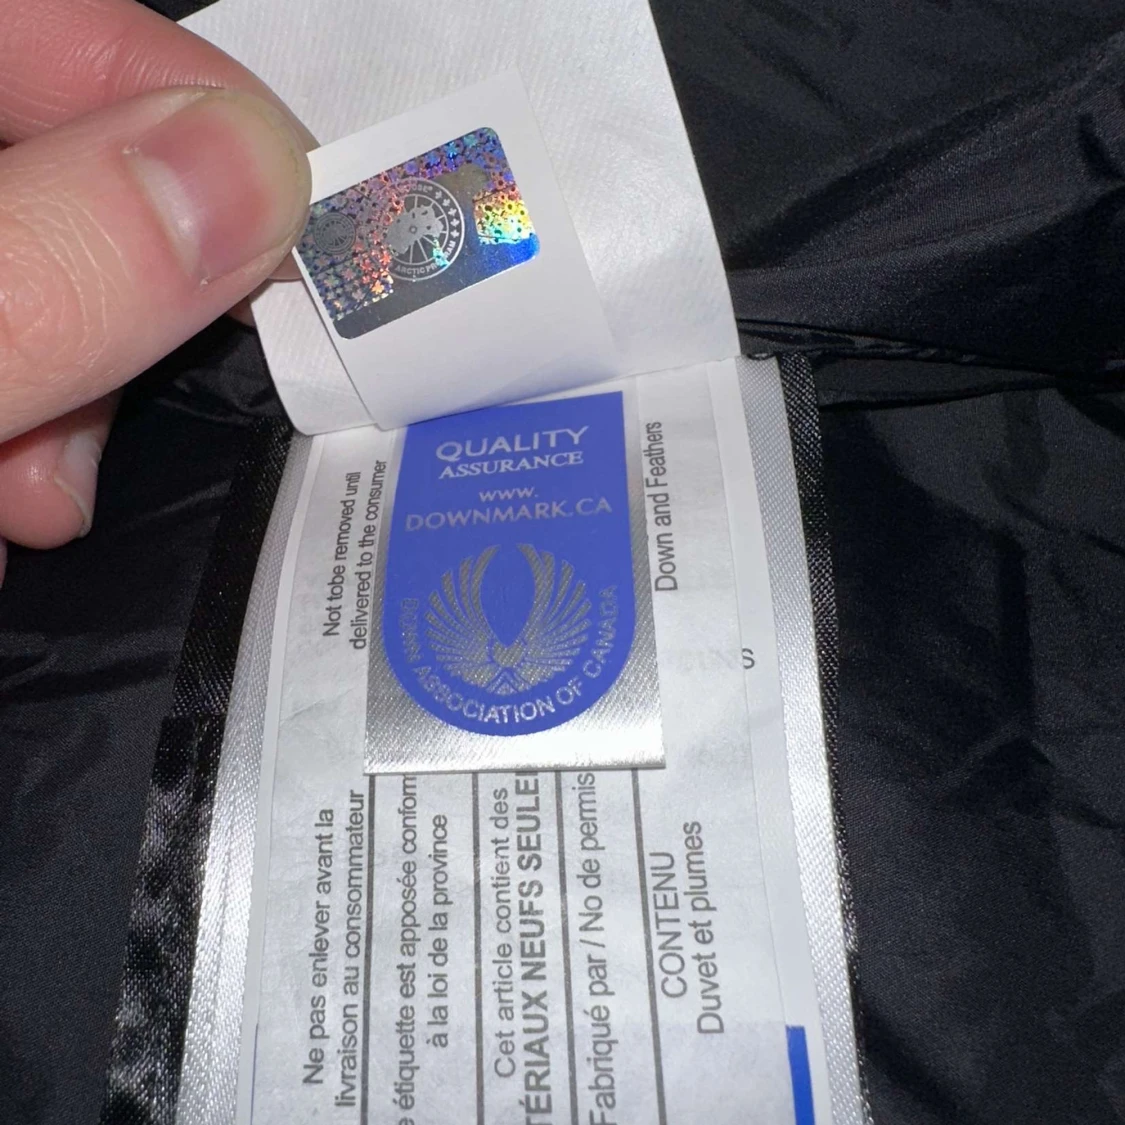 ARCTIC PROGRAM
QUALITY
ASSURANCE
www.
DOWNMARK.CA
DOWN ASSOCIATION OF CANADA
Not tobe removed until
delivered to the consumer
Down and Feathers
Ne pas enlever avant la
livraison au consommateur
étiquette est apposée conform
à la loi de la province
Cet article contient des
TÉRIAUX NEUFS SEULE
Fabriqué par / No de permis
CONTENU
Duvet et plumes